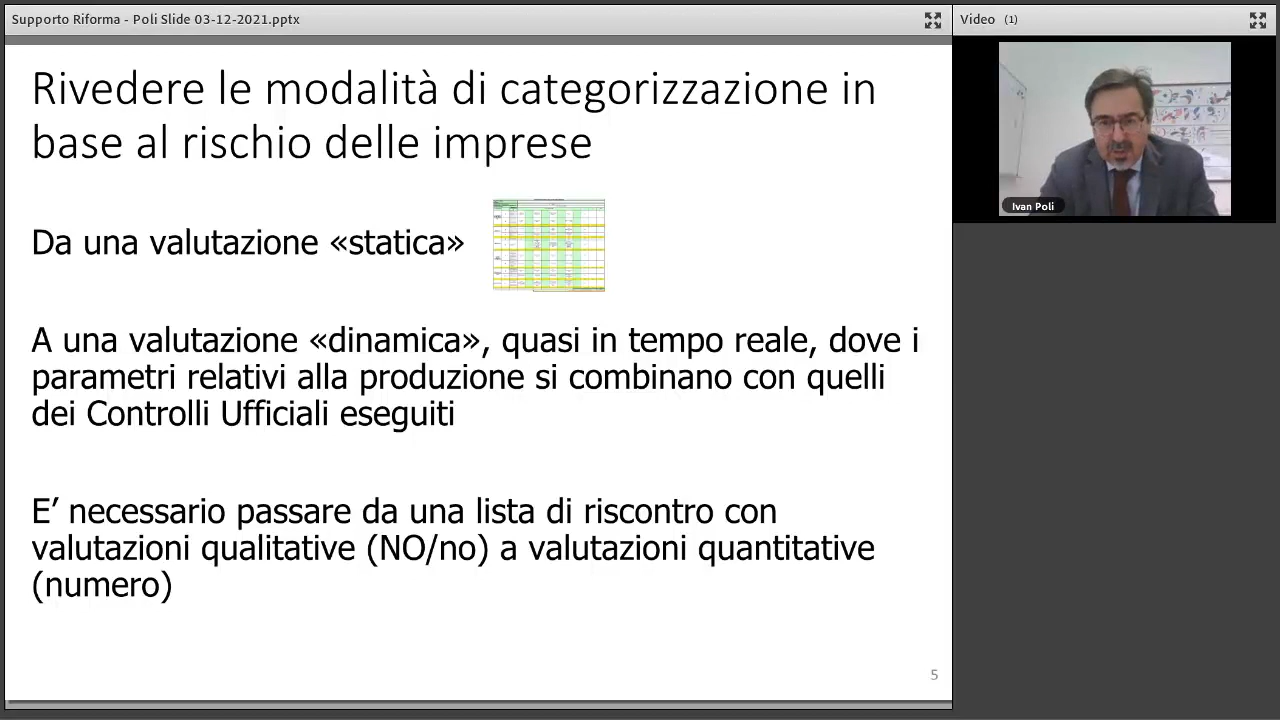 Supporto Riforma - Poli Slide 03-12-2021.pptx
Video (1)
Rivedere le modalità di categorizzazione in
base al rischio delle imprese
Da una valutazione «statica»
A una valutazione «dinamica», quasi in tempo reale, dove i
parametri relativi alla produzione si combinano con quelli
dei Controlli Ufficiali eseguiti
E’ necessario passare da una lista di riscontro con
valutazioni qualitative (NO/no) a valutazioni quantitative
(numero)
5
Ivan Poli